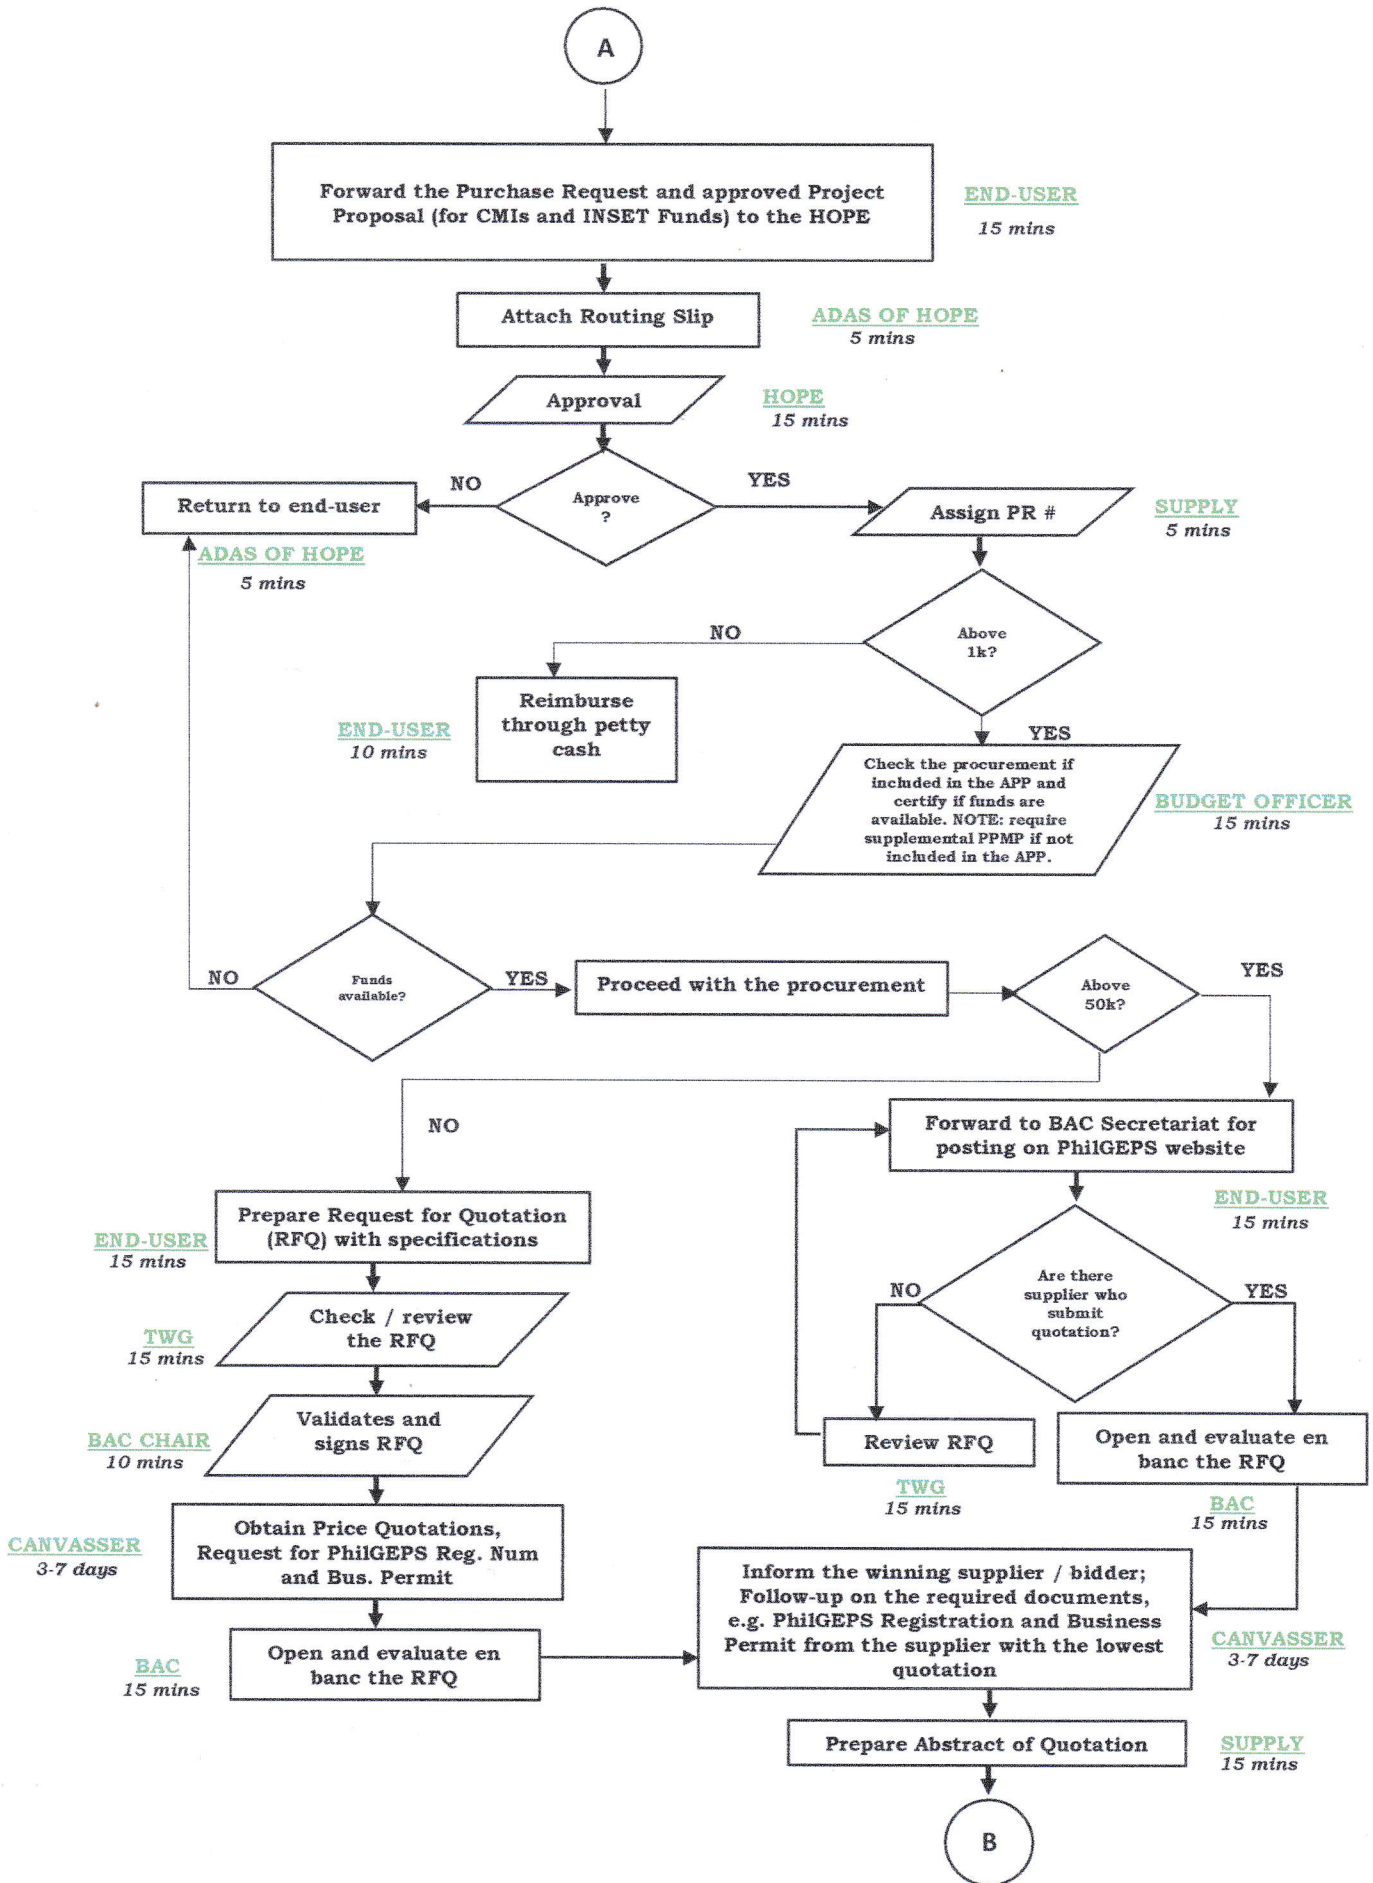 A
Forward the Purchase Request and approved Project
Proposal (for CMIs and INSET Funds) to the HOPE
END-USER
15 mins
Attach Routing Slip
ADAS OF HOPE
5 mins
Approval
HOPE
15 mins
NO
YES
Approve
?
Return to end-user
ADAS OF HOPE
5 mins
Assign PR #
SUPPLY
5 mins
Above
1k?
NO
YES
Reimburse
through petty
cash
END-USER
10 mins
Check the procurement if
included in the APP and
certify if funds are
available. NOTE: require
supplemental PPMP if not
included in the APP.
BUDGET OFFICER
15 mins
NO
Funds
available?
YES
Proceed with the procurement
Above
50k?
YES
NO
Forward to BAC Secretariat for
posting on PhilGEPS website
END-USER
15 mins
Prepare Request for Quotation
(RFQ) with specifications
END-USER
15 mins
Check / review
the RFQ
TWG
15 mins
Validates and
signs RFQ
BAC CHAIR
10 mins
Obtain Price Quotations,
Request for PhilGEPS Reg. Num
and Bus. Permit
CANVASSER
3-7 days
Open and evaluate en
banc the RFQ
BAC
15 mins
NO
Are there
supplier who
submit
quotation?
YES
Review RFQ
TWG
15 mins
Open and evaluate en
banc the RFQ
BAC
15 mins
Inform the winning supplier / bidder;
Follow-up on the required documents,
e.g. PhilGEPS Registration and Business
Permit from the supplier with the lowest
quotation
CANVASSER
3-7 days
Prepare Abstract of Quotation
SUPPLY
15 mins
B